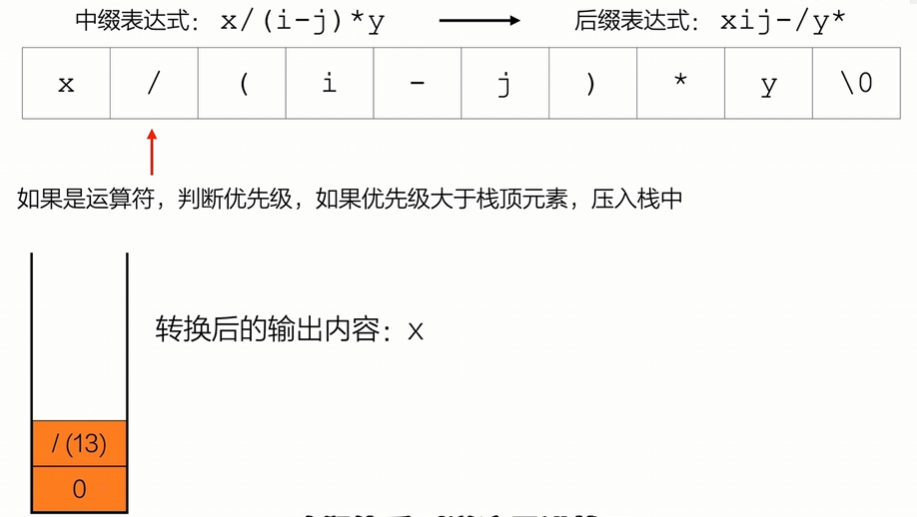 中缀表达式： x/(i-j)*y 后缀表达式： xij-/y*
x / ( i - j ) * y \0
如果是运算符，判断优先级，如果优先级大于栈顶元素，压入栈中
转换后的输出内容：x
/ (13)
0